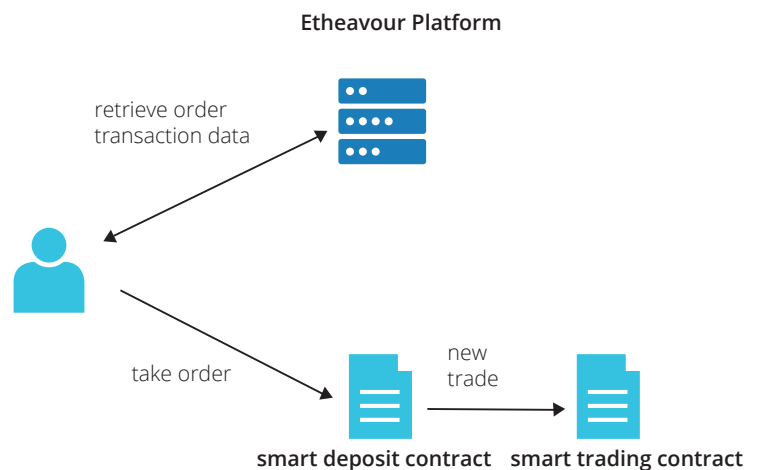 Etheavour Platform
retrieve order
transaction data
take order
new
trade
smart deposit contract
smart trading contract